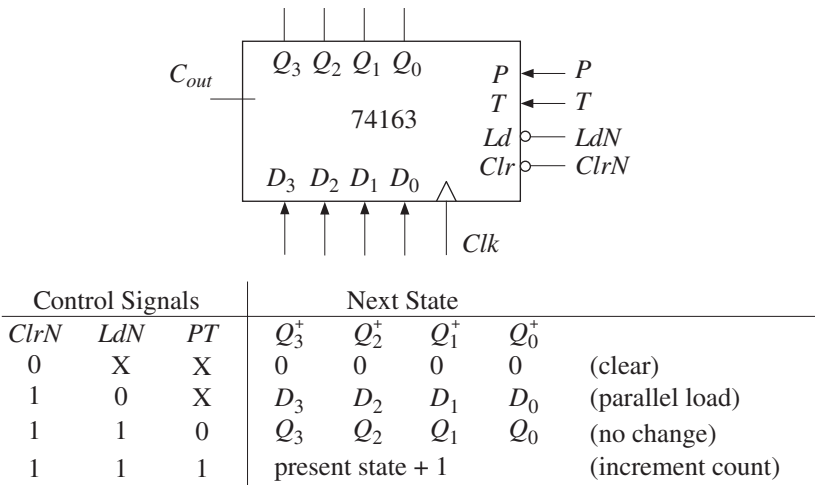 Q3 Q2 Q1 Q0
Cout
P P
T T
74163
Ld LdN
Clr ClrN
D3 D2 D1 D0
Clk
Control Signals Next State
ClrN LdN PT Q3+ Q2+ Q1+ Q0+
0 X X 0 0 0 0 (clear)
1 0 X D3 D2 D1 D0 (parallel load)
1 1 0 Q3 Q2 Q1 Q0 (no change)
1 1 1 present state + 1 (increment count)